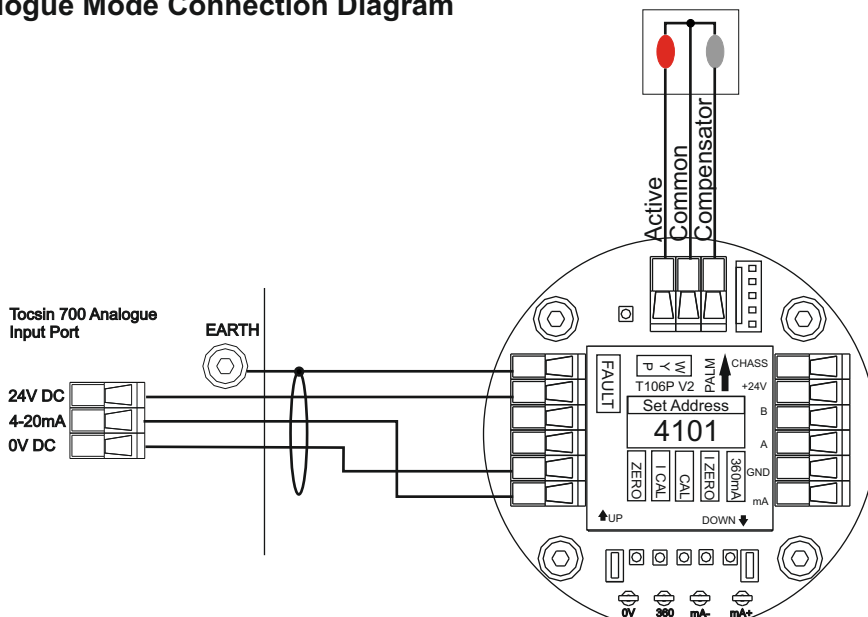 logue Mode Connection Diagram
Active
Common
Compensator
Tocsin 700 Analogue
Input Port
EARTH
24V DC
4-20mA
0V DC
FAULT
W
Y
P
PALM
T106P V2
Set Address
4101
ZERO
I CAL
CAL
I ZERO
360mA
UP
DOWN
CHASS
+24V
B
A
GND
mA
0V
360
mA-
mA+